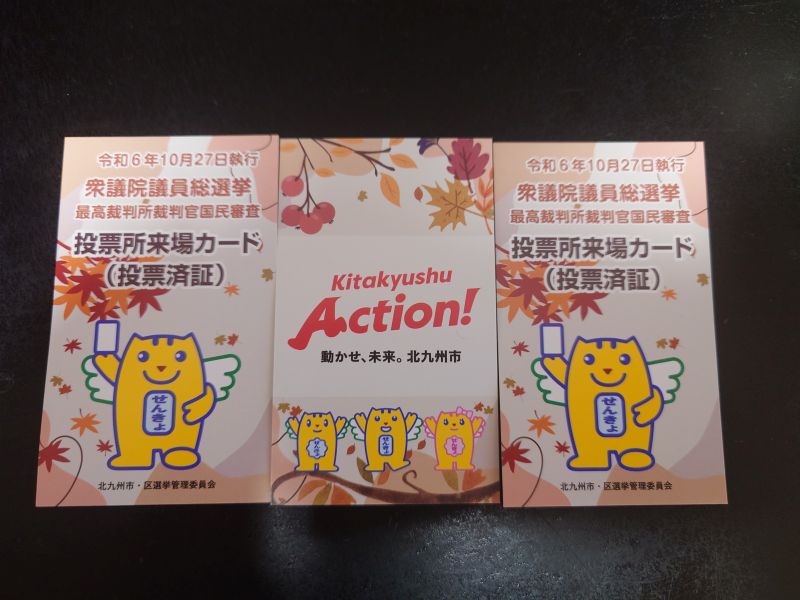 令和6年10月27日執行
衆議院議員総選挙
最高裁判所裁判官国民審査
投票所来場カード
（投票済証）
せんきょ
北九州市・区選挙管理委員会
Kitakyushu
Action!
動かせ、未来。北九州市
せんきょ
令和6年10月27日執行
衆議院議員総選挙
最高裁判所裁判官国民審査
投票所来場カード
（投票済証）
せんきょ
北九州市・区選挙管理委員会